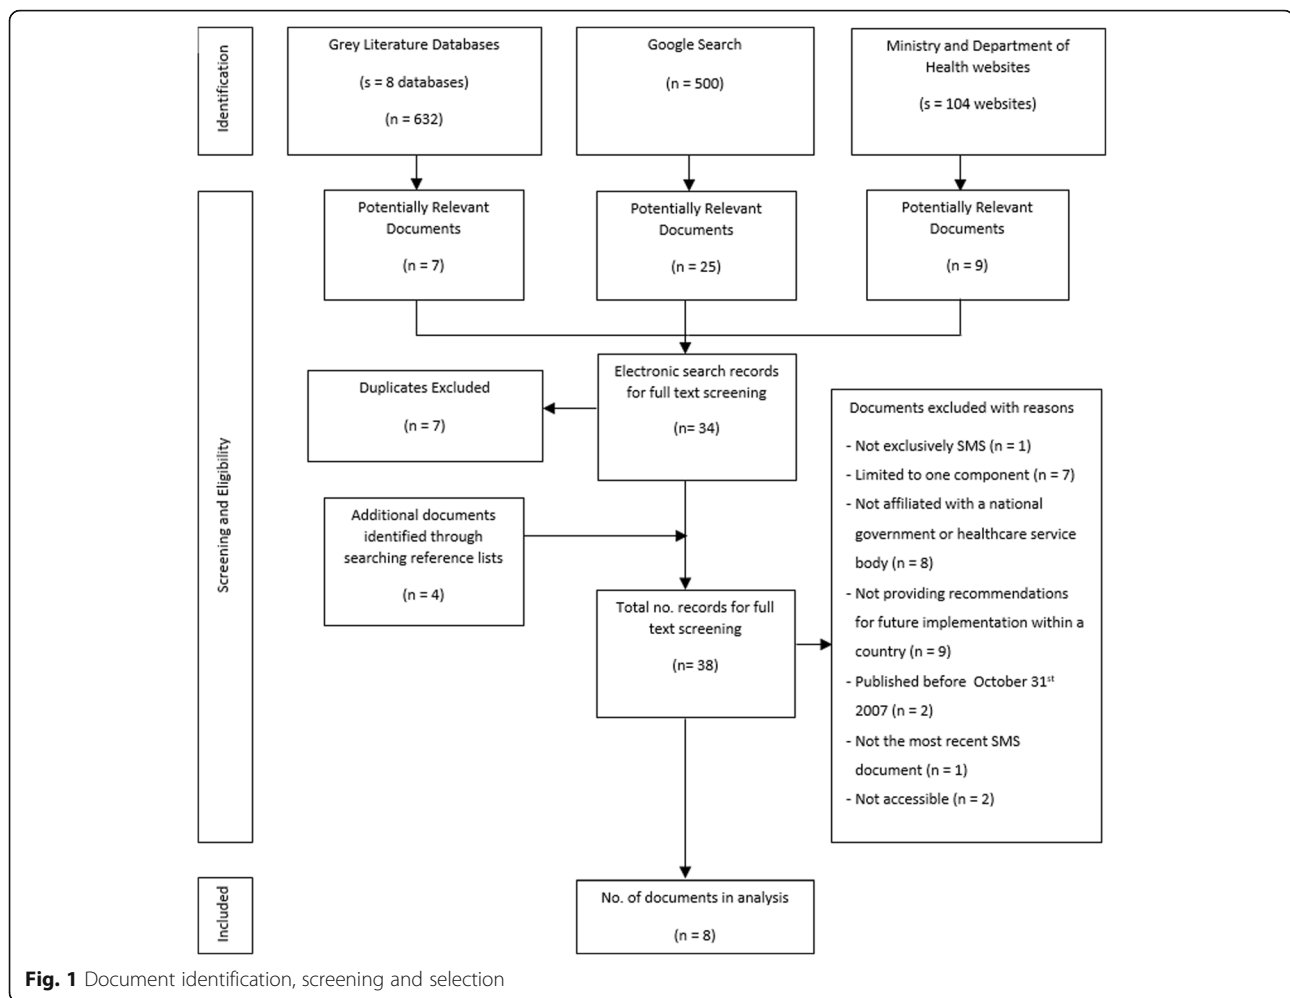 Identification
Grey Literature Databases
(s = 8 databases)
(n = 632)
Google Search
(n = 500)
Ministry and Department of
Health websites
(s = 104 websites)
Screening and Eligibility
Potentially Relevant
Documents
(n = 7)
Potentially Relevant
Documents
(n = 25)
Potentially Relevant
Documents
(n = 9)
Electronic search records
for full text screening
(n= 34)
Duplicates Excluded
(n = 7)
Additional documents
identified through
searching reference lists
(n = 4)
Total no. records for full
text screening
(n= 38)
Documents excluded with reasons
- Not exclusively SMS (n = 1)
- Limited to one component (n = 7)
- Not affiliated with a national
government or healthcare service
body (n = 8)
- Not providing recommendations
for future implementation within a
country (n = 9)
- Published before October 31st
2007 (n = 2)
- Not the most recent SMS
document (n = 1)
- Not accessible (n = 2)
Included
No. of documents in analysis
(n = 8)
Fig. 1 Document identification, screening and selection